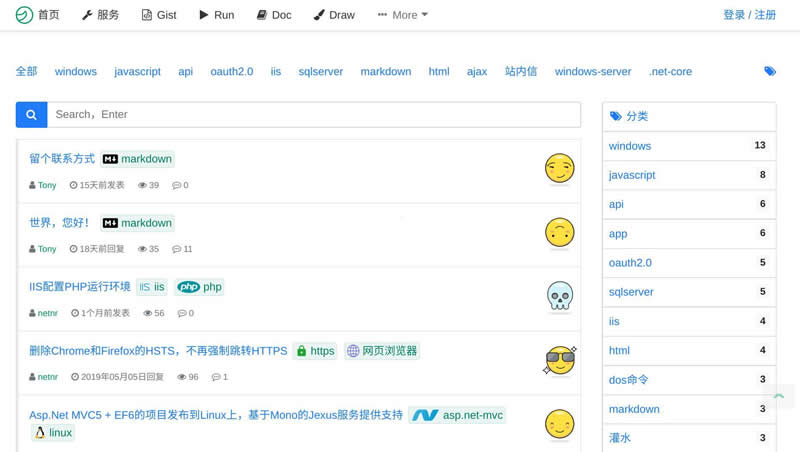 首页 服务 Gist Run Doc Draw More 登录 / 注册
全部 windows javascript api oauth2.0 iis sqlserver markdown html ajax 站内信 windows-server .net-core
Search，Enter
留个联系方式 markdown
Tony 15天前发表 39 0
世界，您好！ markdown
Tony 18天前回复 35 11
IIS配置PHP运行环境 IIS iis php php
netnr 1个月前发表 56 0
删除Chrome和Firefox的HSTS，不再强制跳转HTTPS https 网页浏览器
netnr 2019年05月05日回复 96 1
Asp.Net MVC5 + EF6的项目发布到Linux上，基于Mono的Jexus服务提供支持 asp.net-mvc
linux
分类
windows 13
javascript 8
api 6
app 6
oauth2.0 5
sqlserver 5
iis 4
html 4
dos命令 3
markdown 3
灌水 3